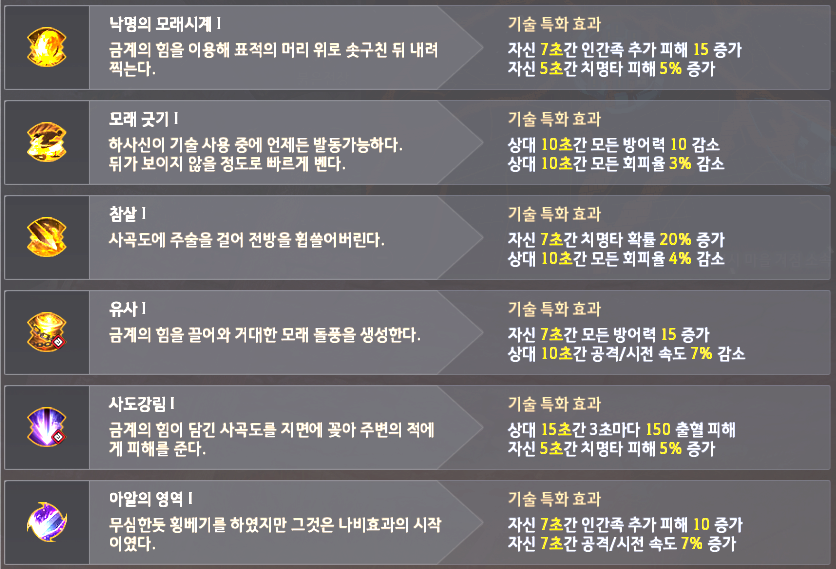 낙명의 모래시계 I
금계의 힘을 이용해 표적의 머리 위로 솟구친 뒤 내려
찍는다.
기술 특화 효과
자신 7초간 인간족 추가 피해 15 증가
자신 5초간 치명타 피해 5% 증가
모래 긋기 I
하사신이 기술 사용 중에 언제든 발동가능하다.
뒤가 보이지 않을 정도로 빠르게 벤다.
기술 특화 효과
상대 10초간 모든 방어력 10 감소
상대 10초간 모든 회피율 3% 감소
참살 I
사곡도에 주술을 걸어 전방을 휩쓸어버린다.
기술 특화 효과
자신 7초간 치명타 확률 20% 증가
상대 10초간 모든 회피율 4% 감소
유사 I
금계의 힘을 끌어와 거대한 모래 돌풍을 생성한다.
기술 특화 효과
자신 7초간 모든 방어력 15 증가
상대 10초간 공격/시전 속도 7% 감소
사도강림 I
금계의 힘이 담긴 사곡도를 지면에 꽂아 주변의 적에
게 피해를 준다.
기술 특화 효과
상대 15초간 3초마다 150 출혈 피해
자신 5초간 치명타 피해 5% 증가
아알의 영역 I
무심한듯 횡베기를 하였지만 그것은 나비효과의 시작
이였다.
기술 특화 효과
자신 7초간 인간족 추가 피해 10 증가
자신 7초간 공격/시전 속도 7% 증가